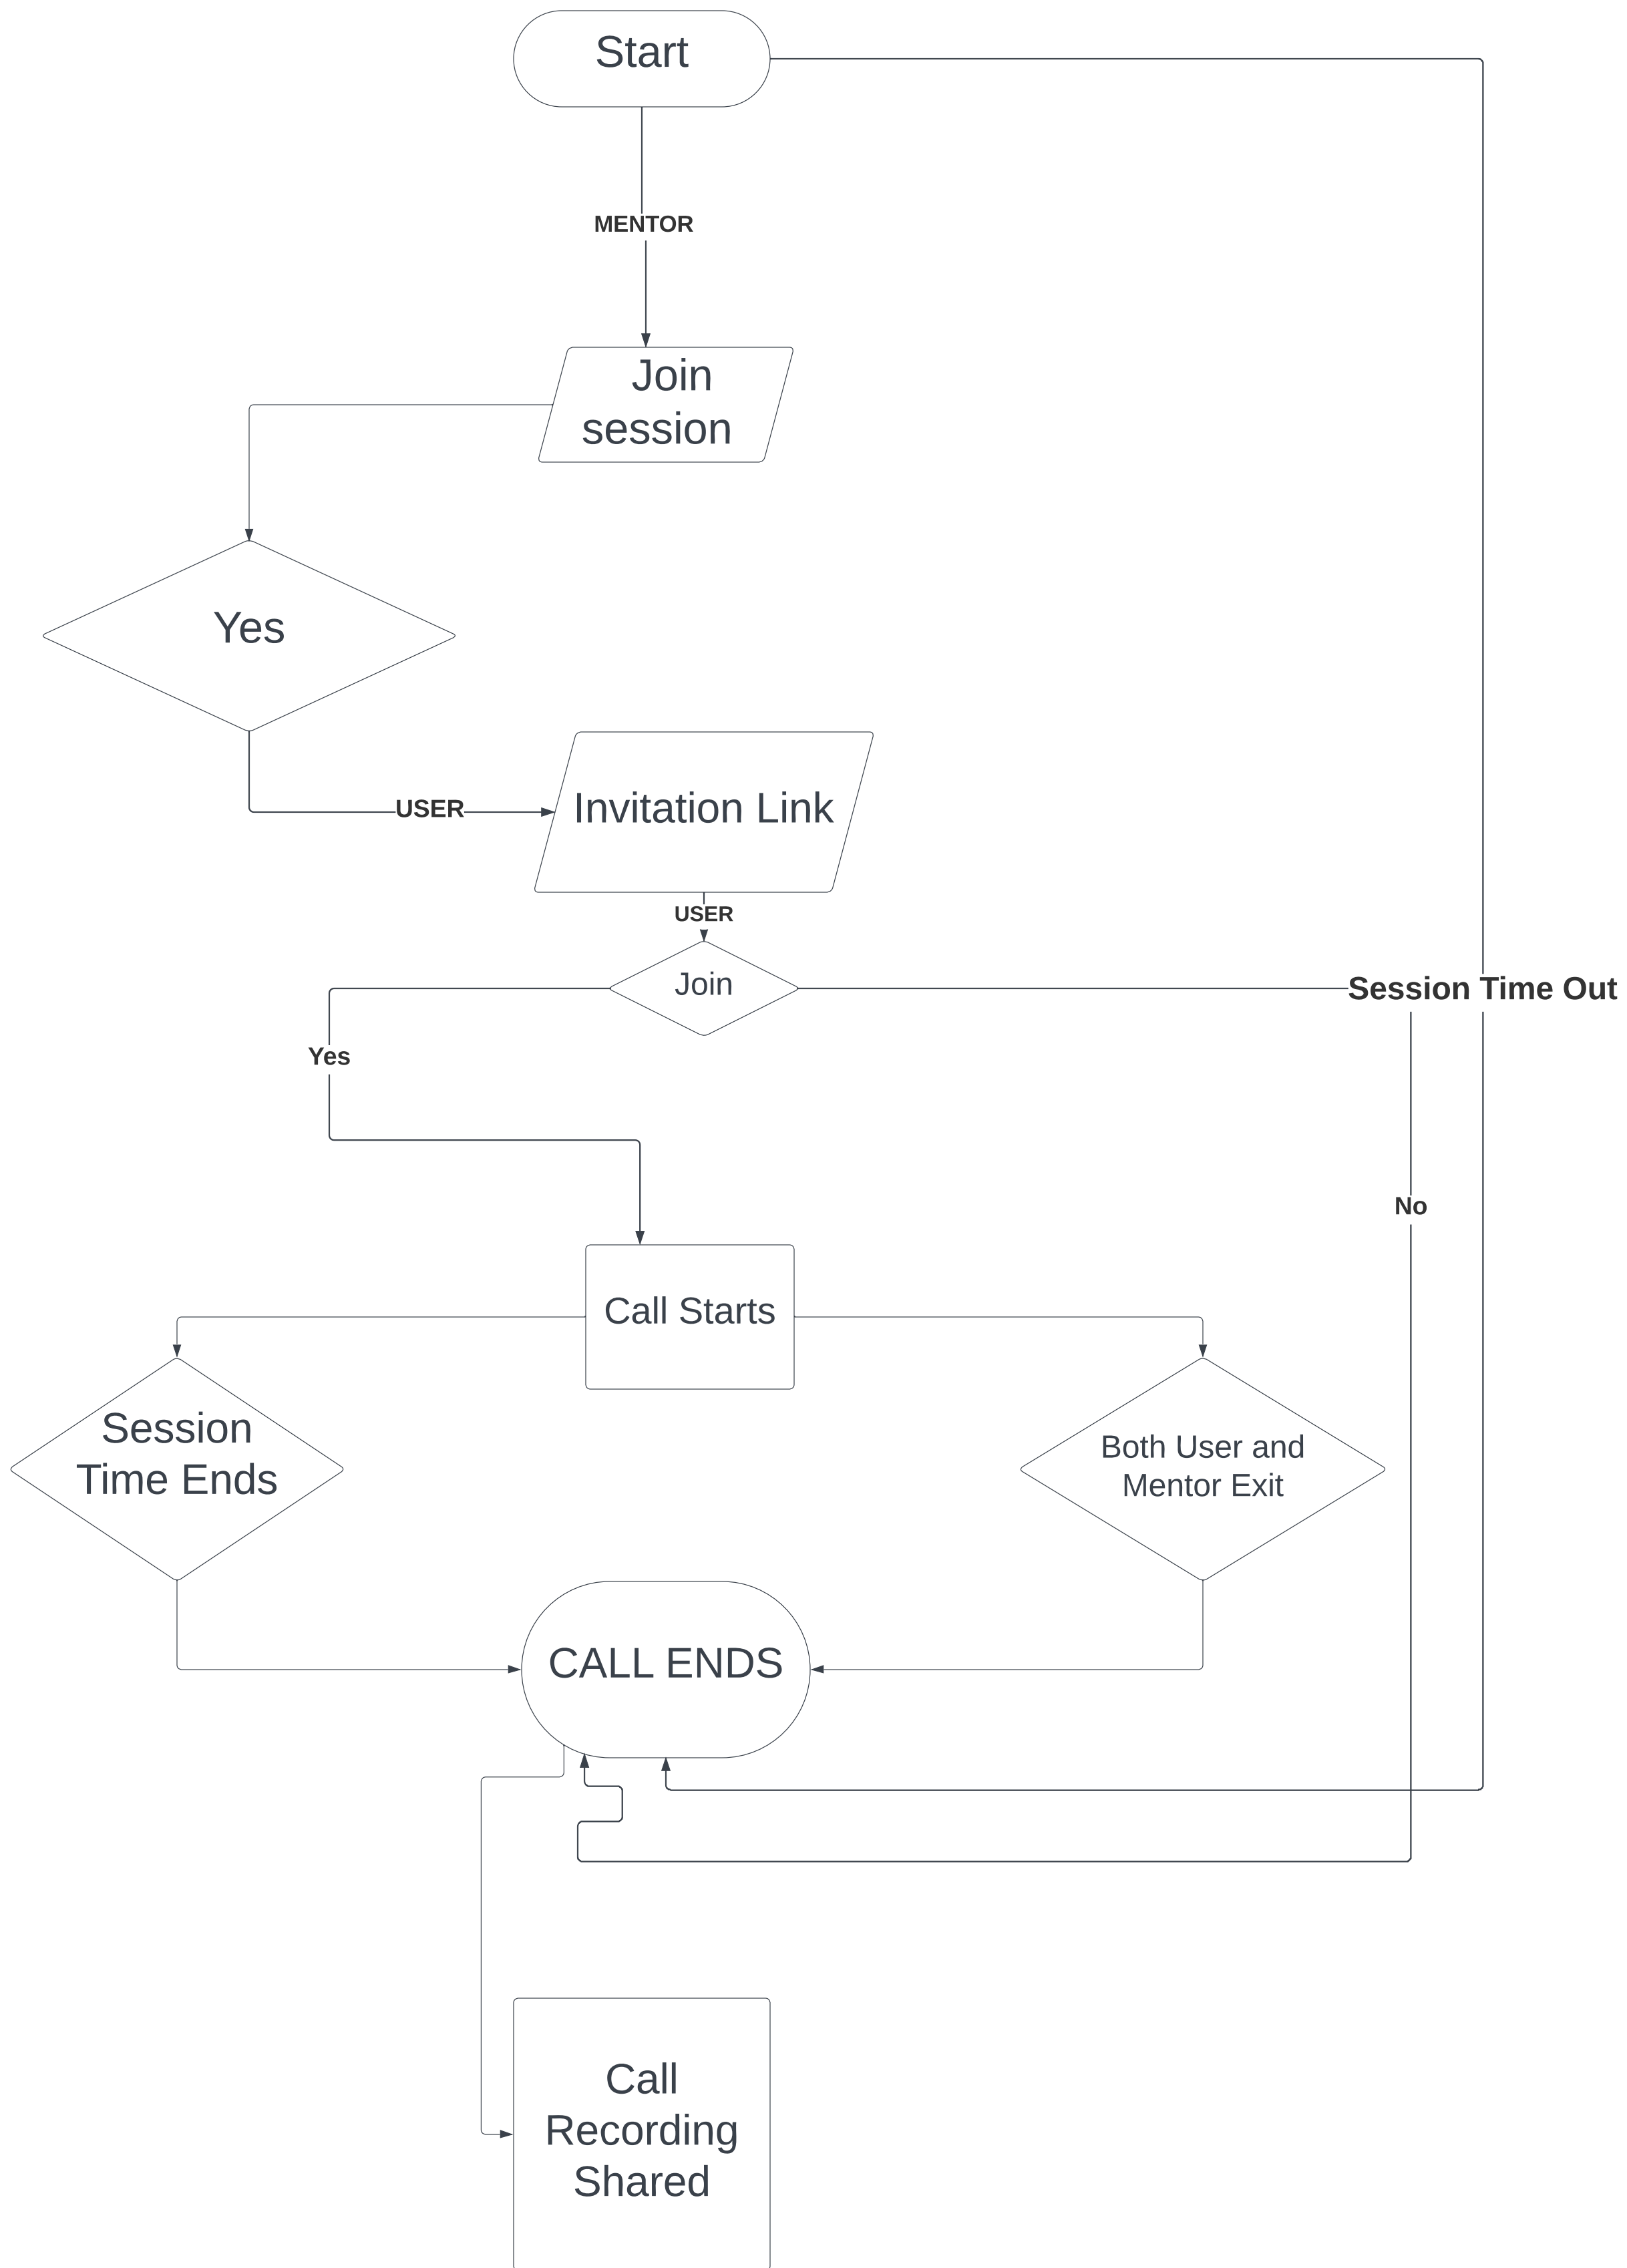 Start
MENTOR
Join
session
Yes
Invitation Link
USER
USER
Join
Session Time Out
Yes
No
Call Starts
Session
Time Ends
Both User and
Mentor Exit
CALL ENDS
Call
Recording
Shared